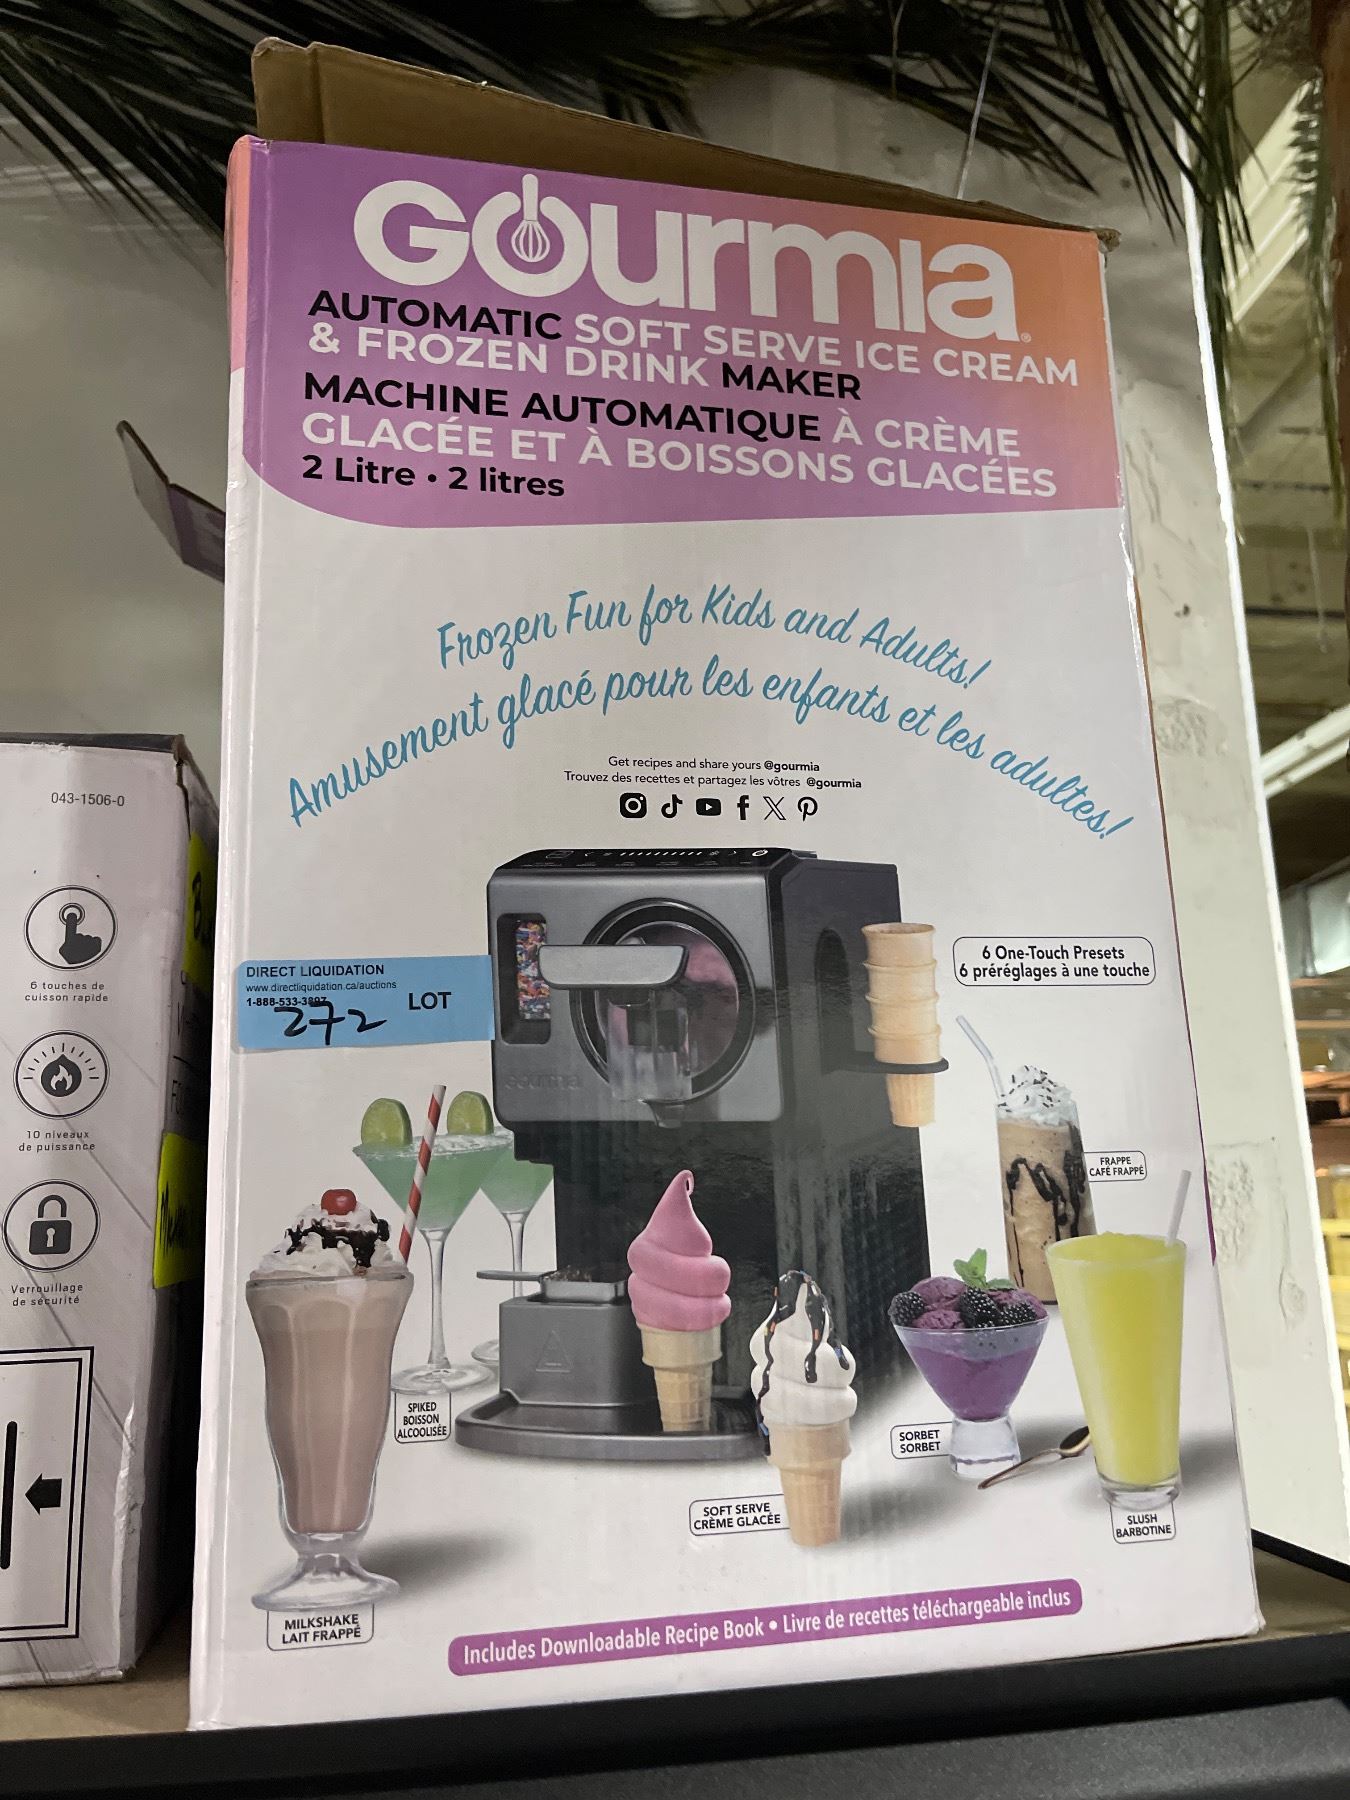 Gourmia®
AUTOMATIC SOFT SERVE ICE CREAM
& FROZEN DRINK MAKER
MACHINE AUTOMATIQUE À CRÈME
GLACÉE ET À BOISSONS GLACÉES
2 Litre • 2 litres
Frozen Fun for Kids and Adults!
Amusement glacé pour les enfants et les adultes!
Get recipes and share yours @gourmia
Trouvez des recettes et partagez les vôtres @gourmia
6 One-Touch Presets
6 préréglages à une touche
DIRECT LIQUIDATION
www.directliquidation.ca/auctions
1-888-533-3897
LOT
272
Gourmia
FRAPPE
CAFÉ FRAPPÉ
SPIKED
BOISSON
ALCOOLISÉE
SORBET
SORBET
SOFT SERVE
CRÈME GLACÉE
SLUSH
BARBOTINE
MILKSHAKE
LAIT FRAPPÉ
Includes Downloadable Recipe Book • Livre de recettes téléchargeable inclus
043-1506-0
6 touches de
cuisson rapide
10 niveaux
de puissance
Verrouillage
de sécurité